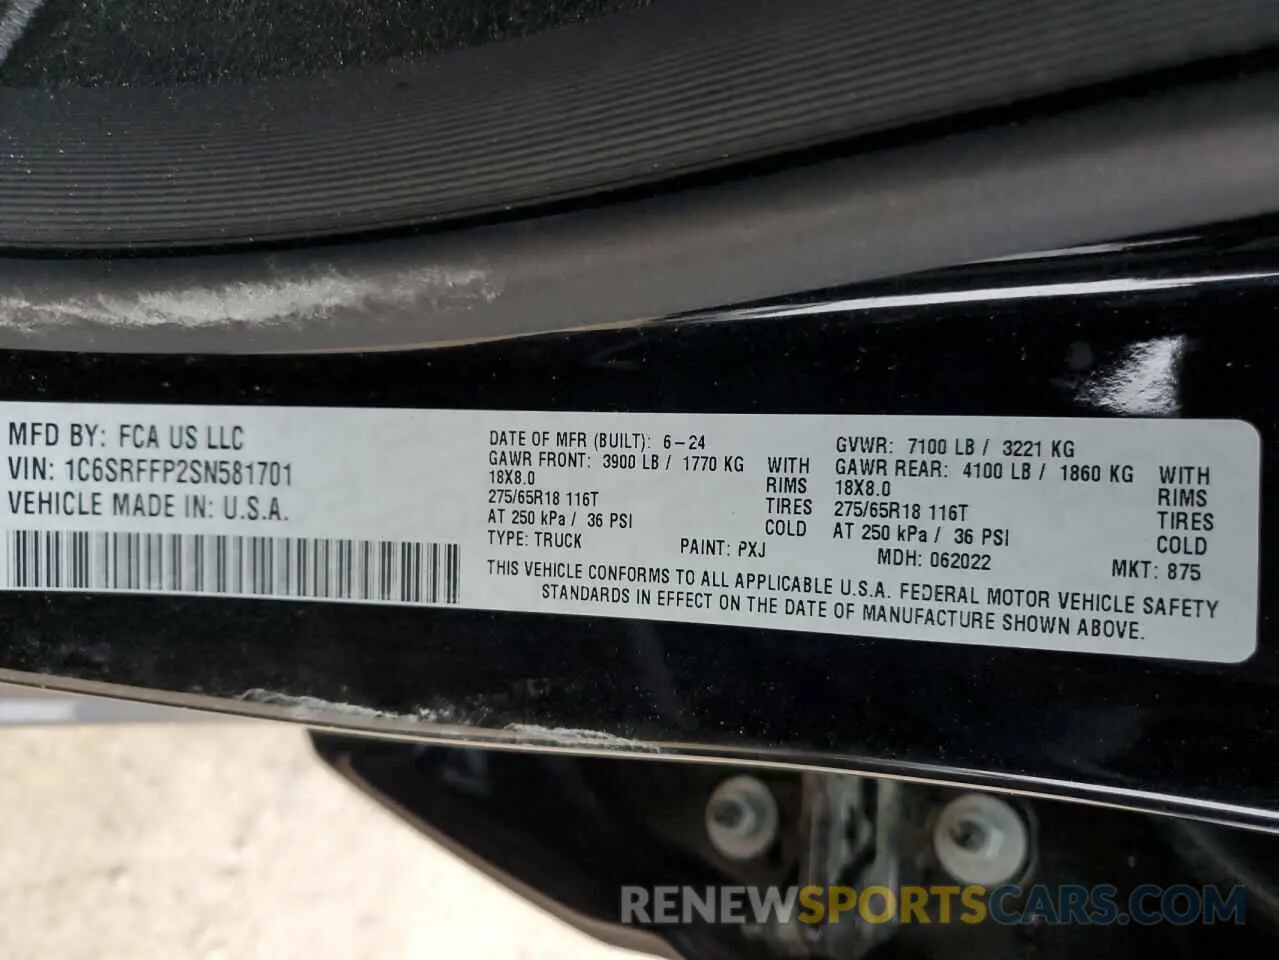 MFD BY: FCA US LLC
VIN: 1C6SRFFP2SN581701
VEHICLE MADE IN: U.S.A.
DATE OF MFR (BUILT): 6-24
GAWR FRONT: 3900 LB / 1770 KG WITH
18X8.0 RIMS
275/65R18 116T TIRES
AT 250 kPa / 36 PSI COLD
TYPE: TRUCK PAINT: PXJ
GVWR: 7100 LB / 3221 KG
GAWR REAR: 4100 LB / 1860 KG WITH
18X8.0 RIMS
275/65R18 116T TIRES
AT 250 kPa / 36 PSI COLD
MDH: 062022 MKT: 875
THIS VEHICLE CONFORMS TO ALL APPLICABLE U.S.A. FEDERAL MOTOR VEHICLE SAFETY
STANDARDS IN EFFECT ON THE DATE OF MANUFACTURE SHOWN ABOVE.
RENEWSPORTSCARS.COM